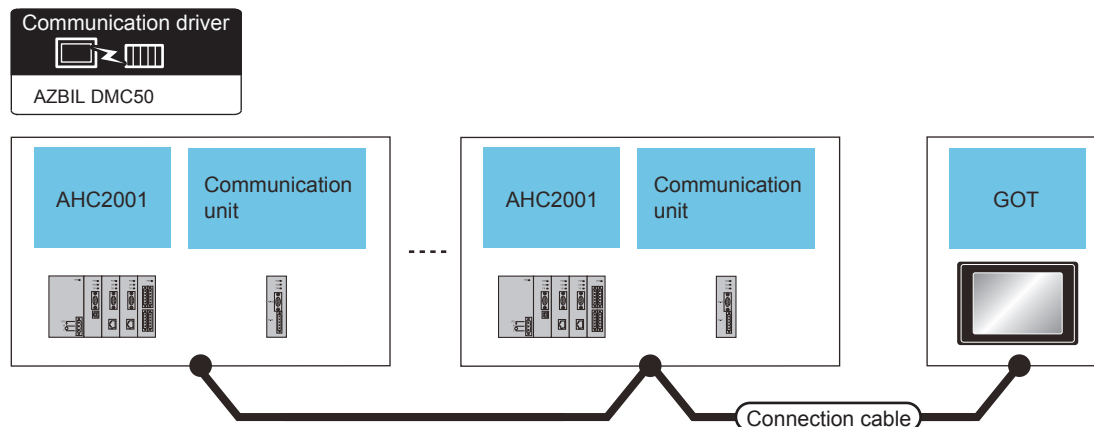 Communication driver
AZBIL DMC50
AHC2001
Communication
unit
AHC2001
Communication
unit
GOT
Connection cable